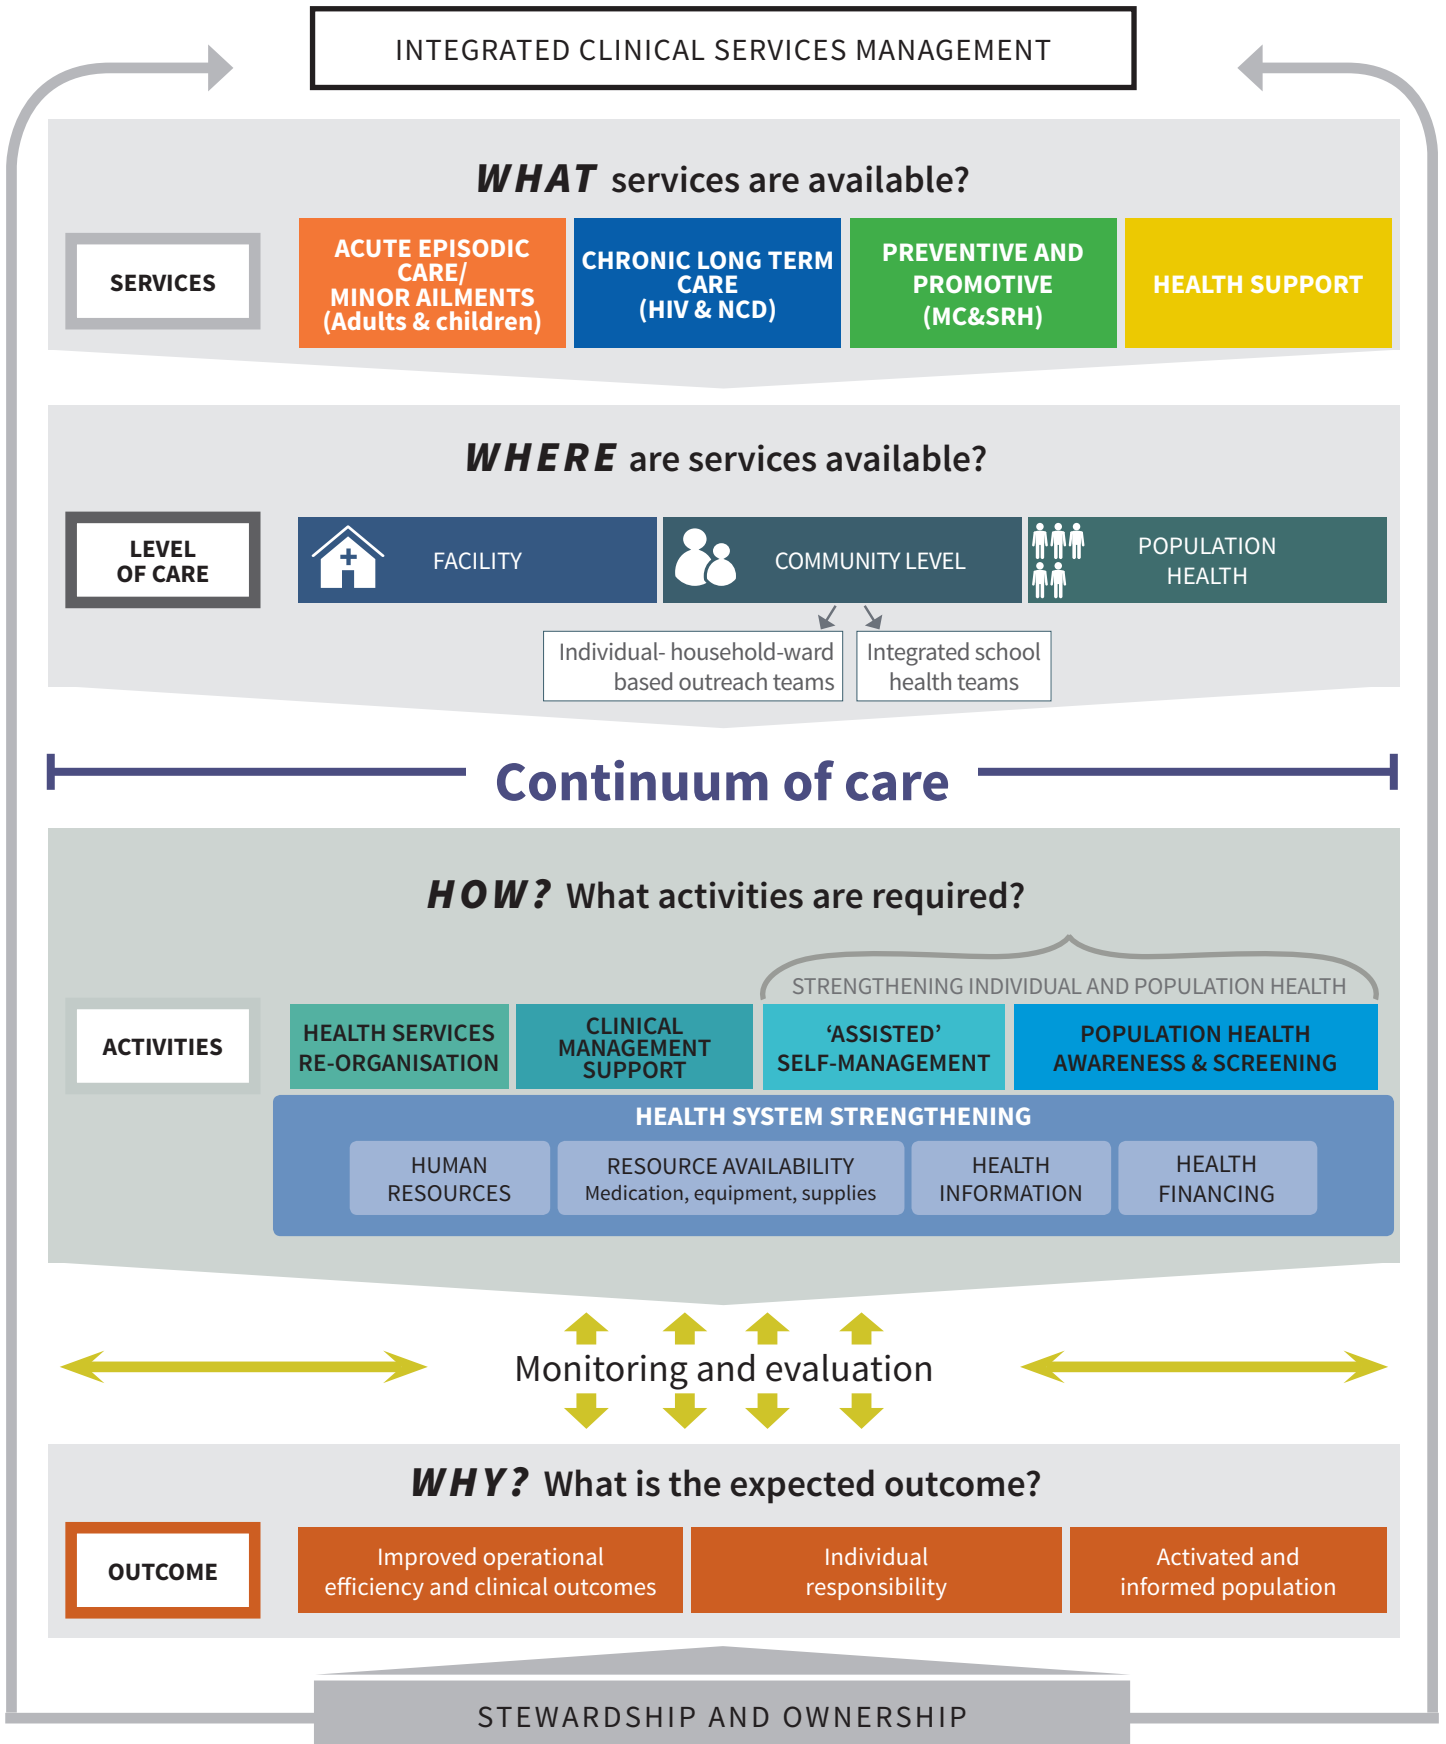 INTEGRATED CLINICAL SERVICES MANAGEMENT
WHAT services are available?
SERVICES
ACUTE EPISODIC
CARE/
MINOR AILMENTS
(Adults & children)
CHRONIC LONG TERM
CARE
(HIV & NCD)
PREVENTIVE AND
PROMOTIVE
(MC&SRH)
HEALTH SUPPORT
WHERE are services available?
LEVEL
OF CARE
FACILITY
COMMUNITY LEVEL
POPULATION
HEALTH
Individual- household-ward
based outreach teams
Integrated school
health teams
Continuum of care
HOW? What activities are required?
STRENGTHENING INDIVIDUAL AND POPULATION HEALTH
ACTIVITIES
HEALTH SERVICES
RE-ORGANISATION
CLINICAL
MANAGEMENT
SUPPORT
‘ASSISTED’
SELF-MANAGEMENT
POPULATION HEALTH
AWARENESS & SCREENING
HEALTH SYSTEM STRENGTHENING
HUMAN
RESOURCES
RESOURCE AVAILABILITY
Medication, equipment, supplies
HEALTH
INFORMATION
HEALTH
FINANCING
Monitoring and evaluation
WHY? What is the expected outcome?
OUTCOME
Improved operational
efficiency and clinical outcomes
Individual
responsibility
Activated and
informed population
STEWARDSHIP AND OWNERSHIP